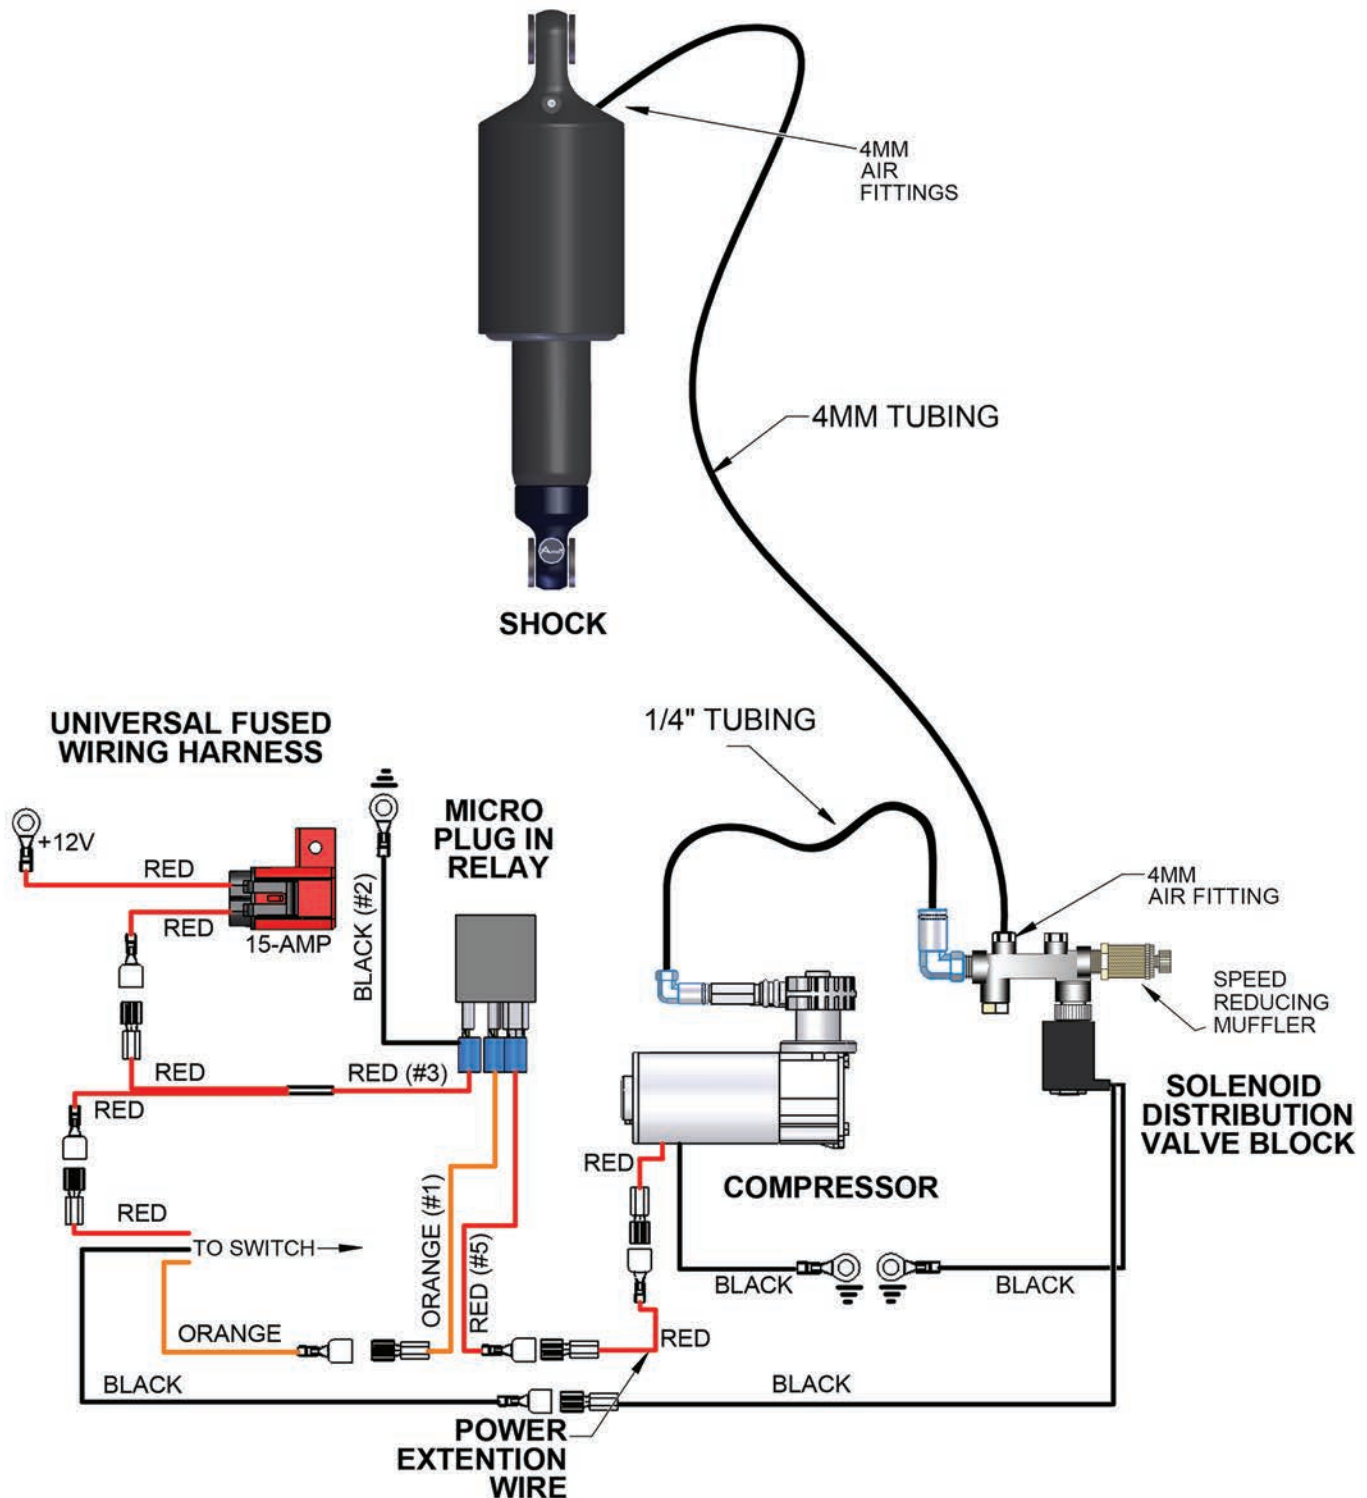 4MM
AIR
FITTINGS
4MM TUBING
SHOCK
UNIVERSAL FUSED
WIRING HARNESS
1/4" TUBING
+12V
RED
RED
15-AMP
BLACK (#2)
MICRO
PLUG IN
RELAY
4MM
AIR FITTING
SPEED
REDUCING
MUFFLER
RED
RED (#3)
RED
SOLENOID
DISTRIBUTION
VALVE BLOCK
RED
COMPRESSOR
RED
TO SWITCH
ORANGE (#1)
RED (#5)
BLACK
BLACK
ORANGE
RED
BLACK
BLACK
POWER
EXTENTION
WIRE